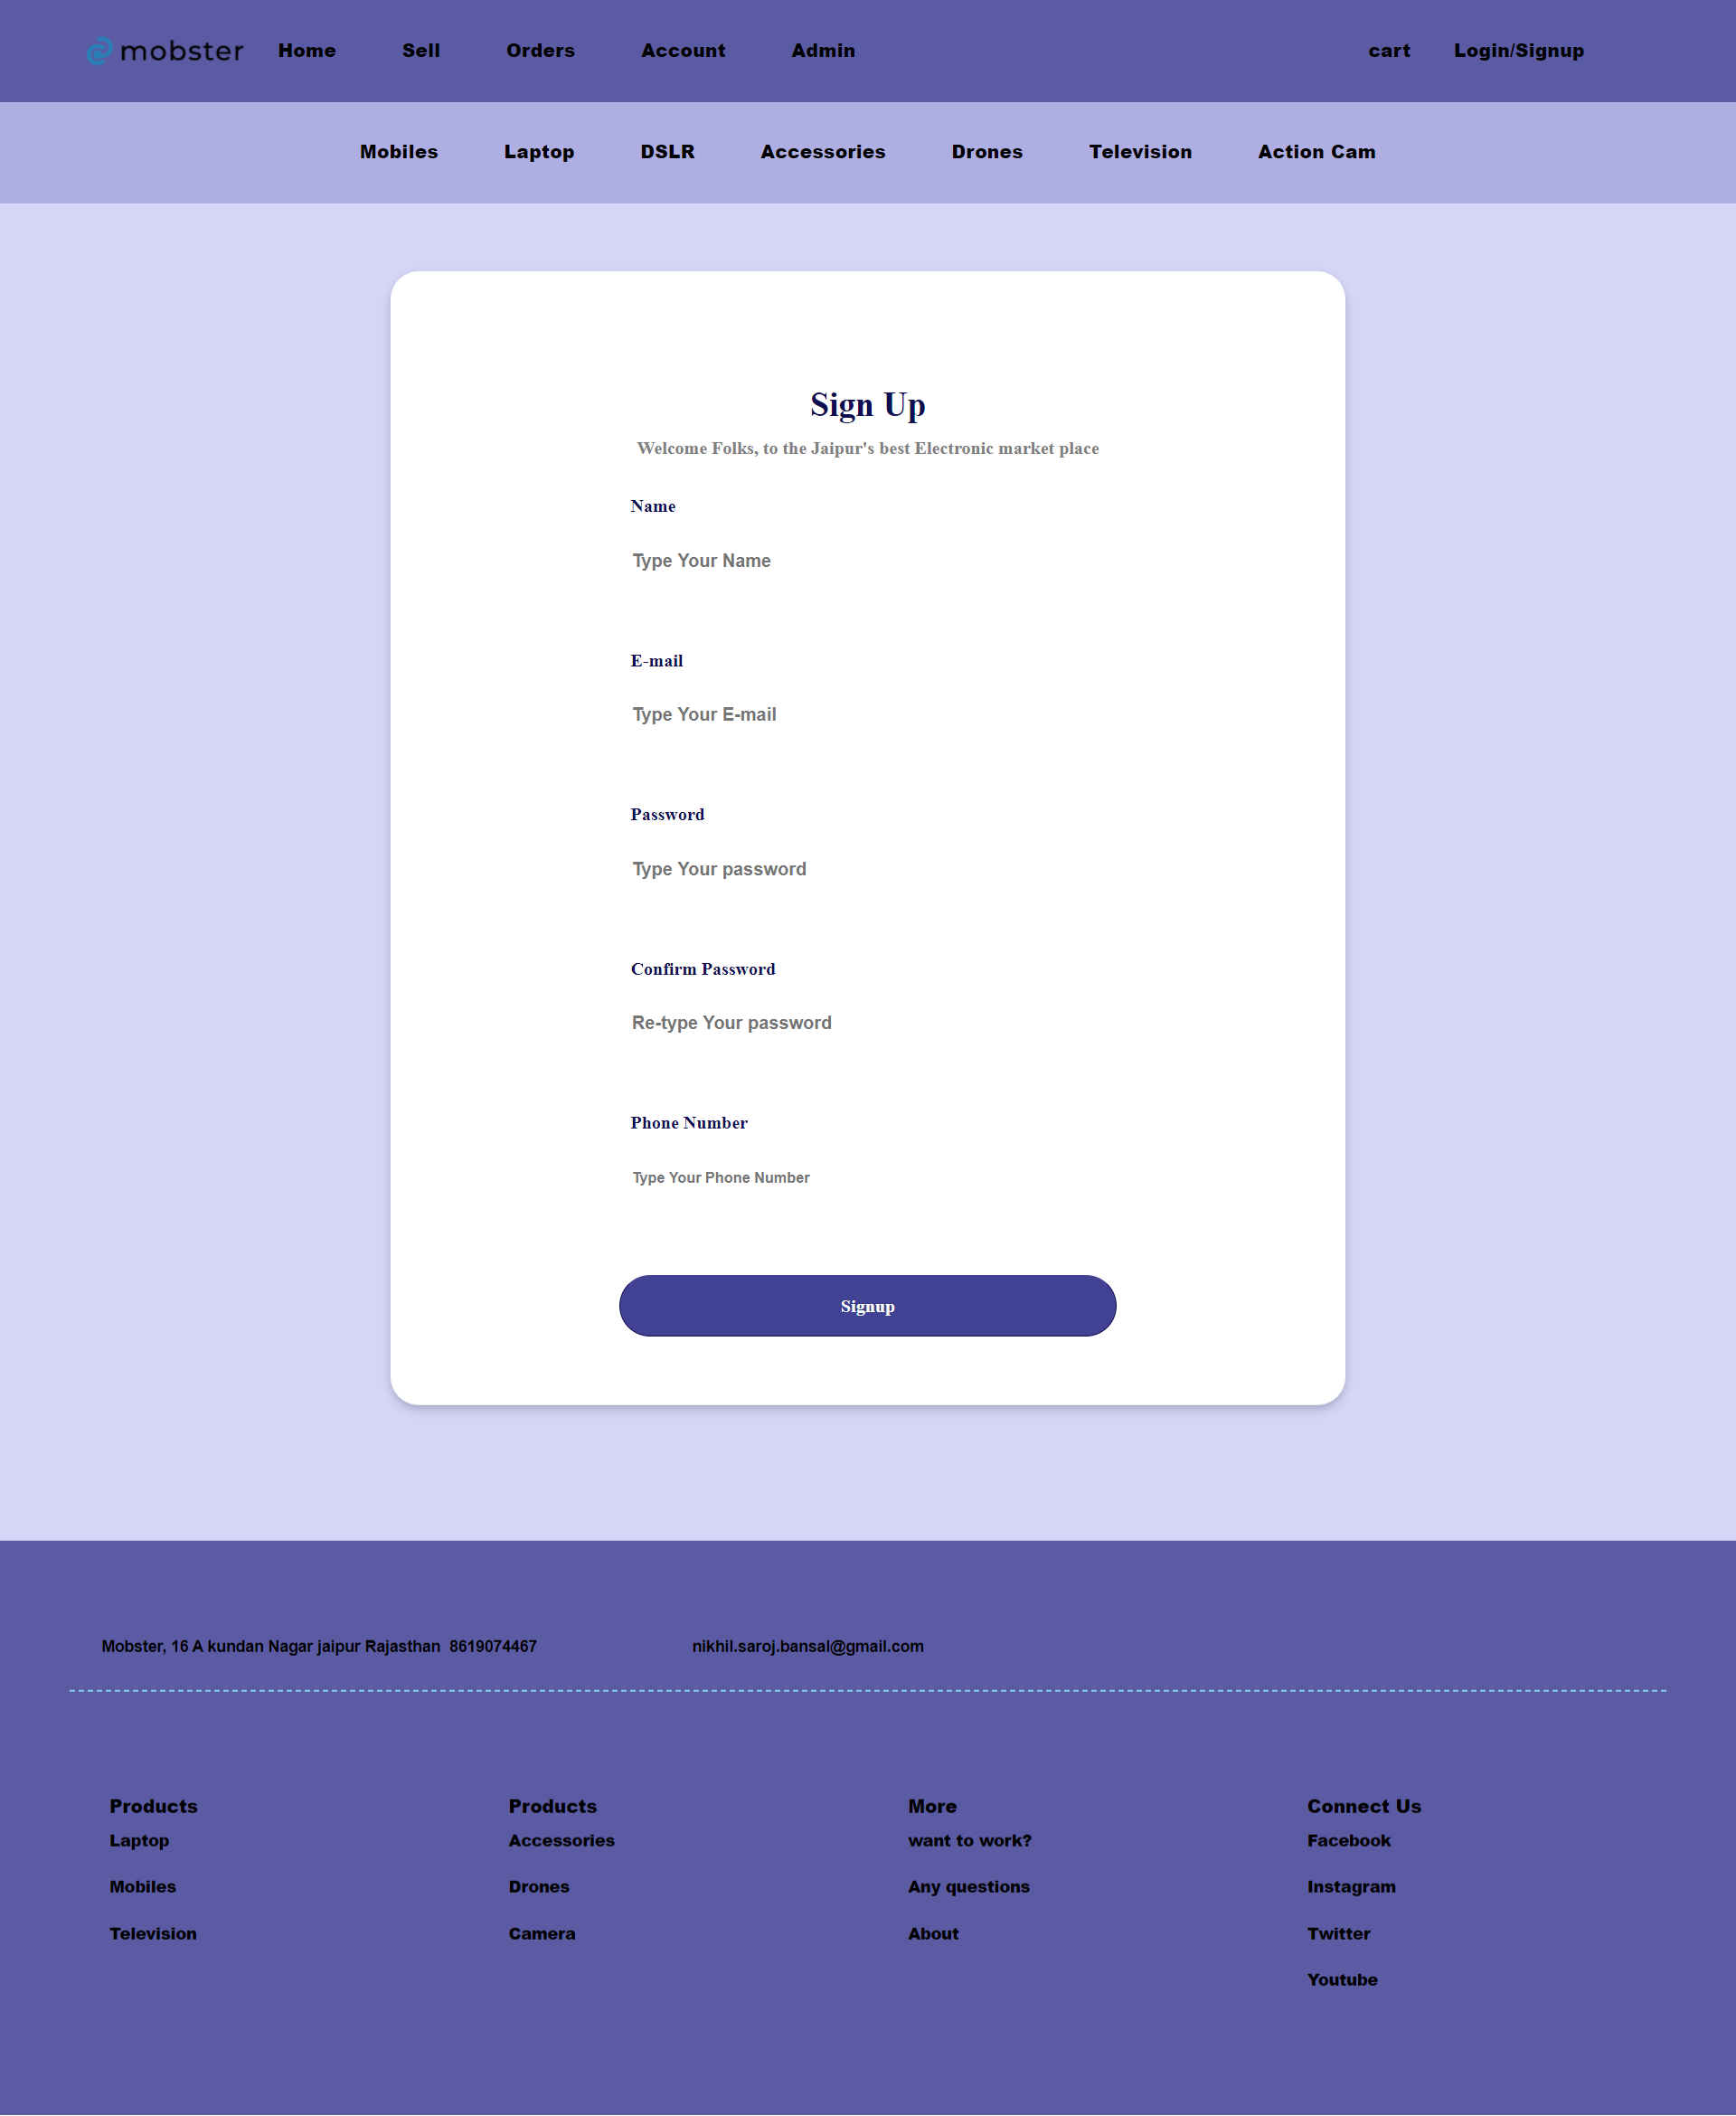 mobster Home Sell Orders Account Admin cart Login/Signup
Mobiles Laptop DSLR Accessories Drones Television Action Cam
Sign Up
Welcome Folks, to the Jaipur's best Electronic market place
Name
Type Your Name
E-mail
Type Your E-mail
Password
Type Your password
Confirm Password
Re-type Your password
Phone Number
Type Your Phone Number
Signup
Mobster, 16 A kundan Nagar jaipur Rajasthan 8619074467 nikhil.saroj.bansal@gmail.com
Products Products More Connect Us
Laptop Accessories want to work? Facebook
Mobiles Drones Any questions Instagram
Television Camera About Twitter
Youtube